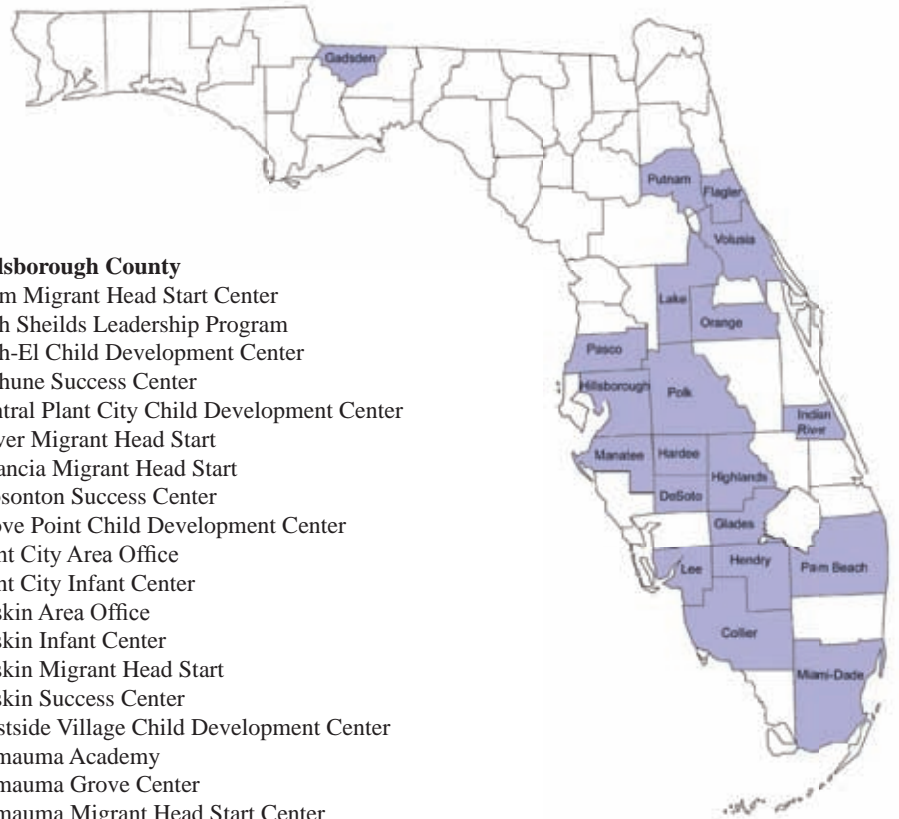 Gadsden
Putnam
Flagler
Volusia
Lake
Orange
Pasco
Hillsborough
Polk
Indian
River
Manatee
Hardee
Highlands
DeSoto
Glades
Lee
Hendry
Pam Beach
Collier
Miami-Dade
lsborough County
m Migrant Head Start Center
h Sheilds Leadership Program
h-El Child Development Center
hune Success Center
ntral Plant City Child Development Center
ver Migrant Head Start
ancia Migrant Head Start
sonton Success Center
ove Point Child Development Center
nt City Area Office
nt City Infant Center
skin Area Office
skin Infant Center
skin Migrant Head Start
skin Success Center
stside Village Child Development Center
mauma Academy
mauma Grove Center
mauma Migrant Head Start Center